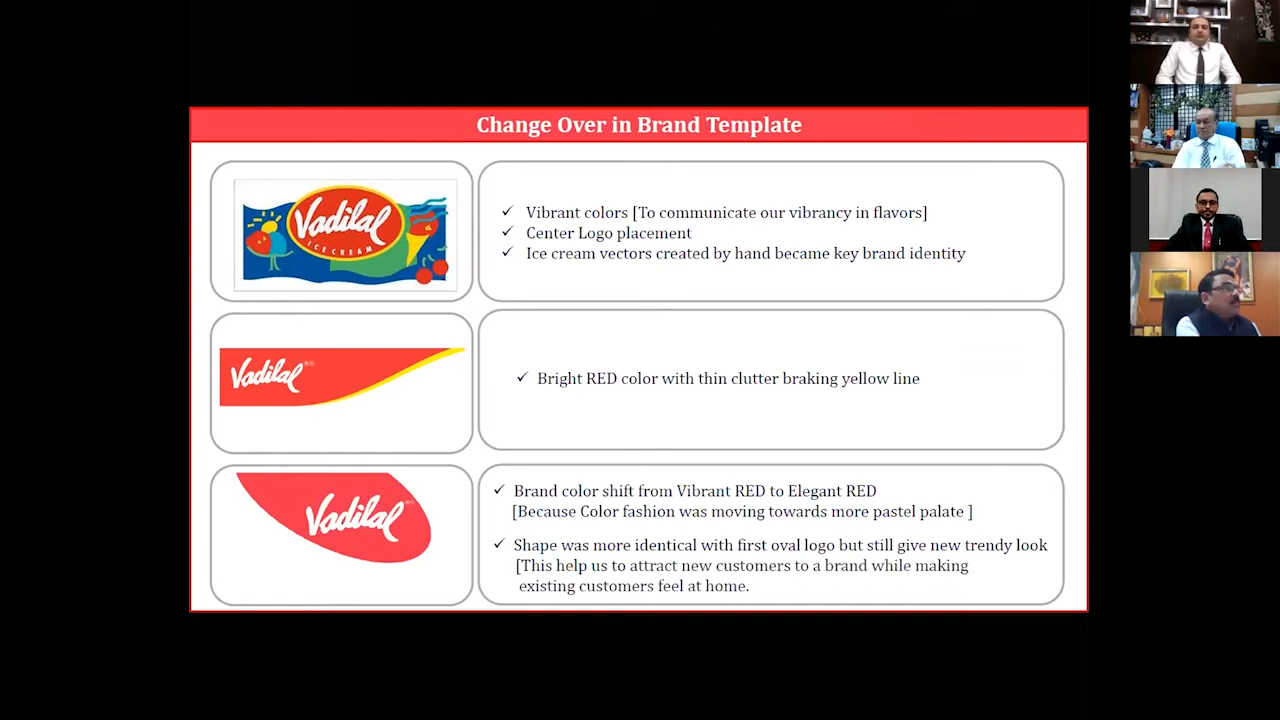 Change Over in Brand Template
Vadilal
ICE CREAM
✓ Vibrant colors [To communicate our vibrancy in flavors]
✓ Center Logo placement
✓ Ice cream vectors created by hand became key brand identity
Vadilal
✓ Bright RED color with thin clutter braking yellow line
Vadilal
✓ Brand color shift from Vibrant RED to Elegant RED
[Because Color fashion was moving towards more pastel palate ]
✓ Shape was more identical with first oval logo but still give new trendy look
[This help us to attract new customers to a brand while making
existing customers feel at home.